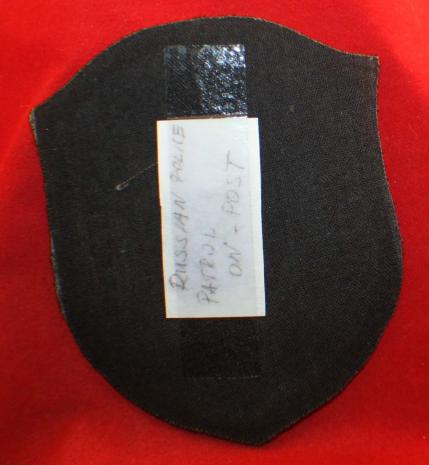 RUSSIAN POLICE
PATROL
ON-POST